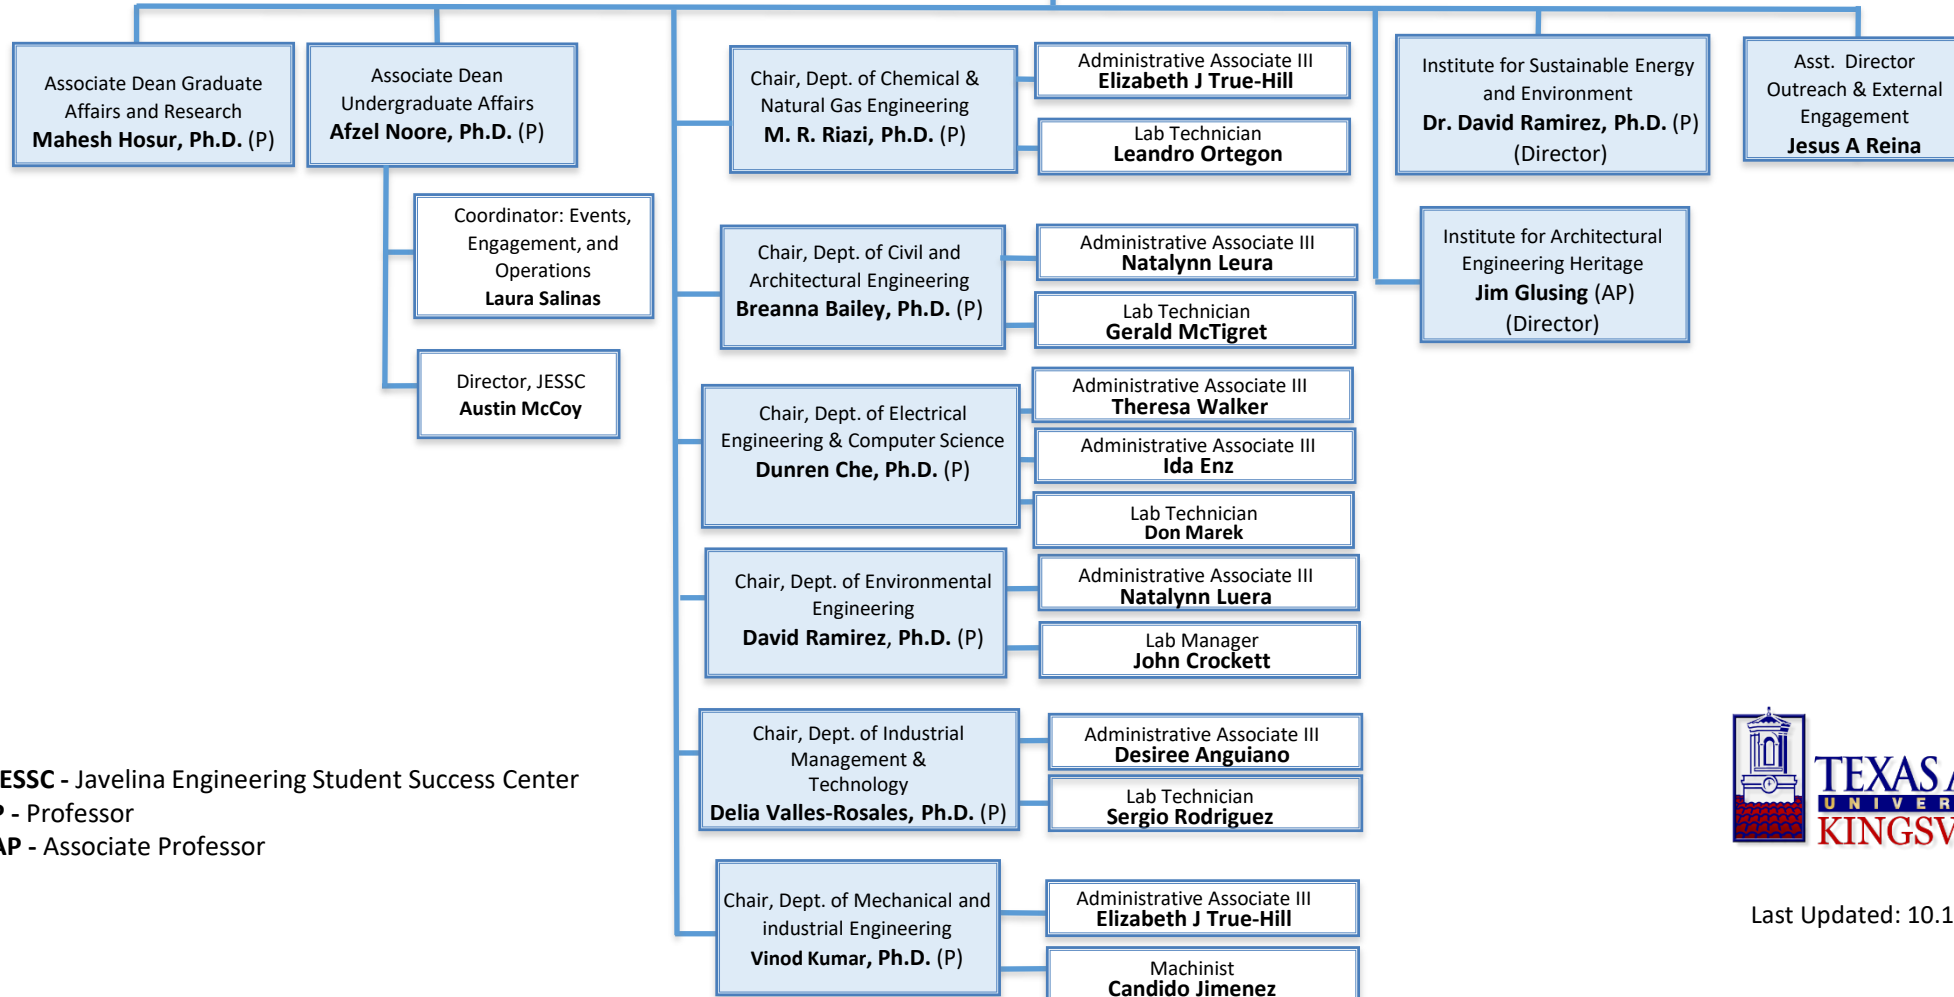 Associate Dean Graduate
Affairs and Research
Mahesh Hosur, Ph.D. (P)
Associate Dean
Undergraduate Affairs
Afzel Noore, Ph.D. (P)
Coordinator: Events,
Engagement, and
Operations
Laura Salinas
Director, JESSC
Austin McCoy
Chair, Dept. of Chemical &
Natural Gas Engineering
M. R. Riazi, Ph.D. (P)
Administrative Associate III
Elizabeth J True-Hill
Lab Technician
Leandro Ortegon
Chair, Dept. of Civil and
Architectural Engineering
Breanna Bailey, Ph.D. (P)
Administrative Associate III
Natalynn Leura
Lab Technician
Gerald McTigret
Chair, Dept. of Electrical
Engineering & Computer Science
Dunren Che, Ph.D. (P)
Administrative Associate III
Theresa Walker
Administrative Associate III
Ida Enz
Lab Technician
Don Marek
Chair, Dept. of Environmental
Engineering
David Ramirez, Ph.D. (P)
Administrative Associate III
Natalynn Luera
Lab Manager
John Crockett
Chair, Dept. of Industrial
Management &
Technology
Delia Valles-Rosales, Ph.D. (P)
Administrative Associate III
Desiree Anguiano
Lab Technician
Sergio Rodriguez
Chair, Dept. of Mechanical and
industrial Engineering
Vinod Kumar, Ph.D. (P)
Administrative Associate III
Elizabeth J True-Hill
Machinist
Candido Jimenez
Institute for Sustainable Energy
and Environment
Dr. David Ramirez, Ph.D. (P)
(Director)
Institute for Architectural
Engineering Heritage
Jim Glusing (AP)
(Director)
Asst. Director
Outreach & External
Engagement
Jesus A Reina
ESSC - Javelina Engineering Student Success Center
P - Professor
AP - Associate Professor
TEXAS A
UNIVER
KINGSV
Last Updated: 10.1